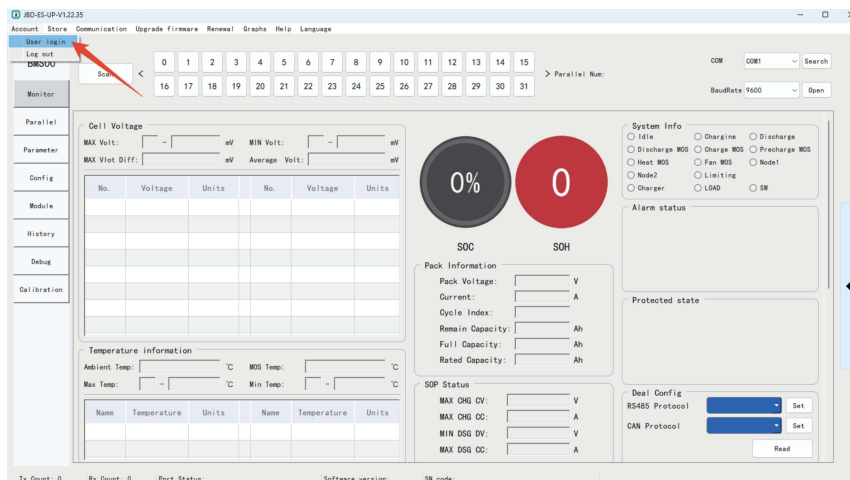 JBD-ES-UP-V1.22.35
Account Store Communication Upgrade firmware Renewal Graphs Help Language
User login
Log out
0 1 2 3 4 5 6 7 8 9 10 11 12 13 14 15
COM COM1 Search
Scan < > Parallel Num:
16 17 18 19 20 21 22 23 24 25 26 27 28 29 30 31
BaudRate 9600 Open
Monitor
Parallel
Parameter
Config
Module
History
Debug
Calibration
Cell Voltage
MAX Volt: - mV MIN Volt: - mV
MAX Vlot Diff: mV Average Volt: mV
No. Voltage Units No. Voltage Units
Temperature information
Ambient Temp: ℃ MOS Temp: ℃
Max Temp: - ℃ Min Temp: - ℃
Name Temperature Units Name Temperature Units
0% 0
SOC SOH
Pack Information
Pack Voltage: V
Current: A
Cycle Index:
Remain Capacity: Ah
Full Capacity: Ah
Rated Capacity: Ah
SOP Status
MAX CHG CV: V
MAX CHG CC: A
MIN DSG DV: V
MAX DSG CC: A
System Info
Idle Chargine Discharge
Discharge MOS Charge MOS Precharge MOS
Heat MOS Fan MOS Node1
Node2 Limiting
Charger LOAD SW
Alarm status
Protected state
Deal Config
RS485 Protocol Set
CAN Protocol Set
Read
Tx Count: 0 Rx Count: 0 Port Status: Software version: SN code: